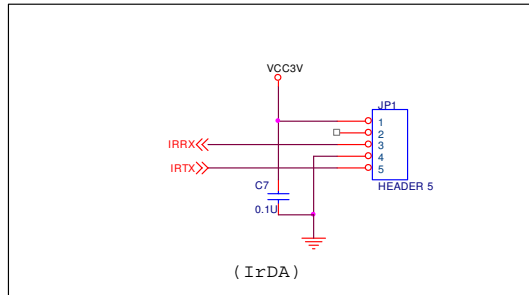 VCC3V
JP1
1
2
IRRX
3
4
IRTX
5
C7
HEADER 5
0.1U
(IrDA)